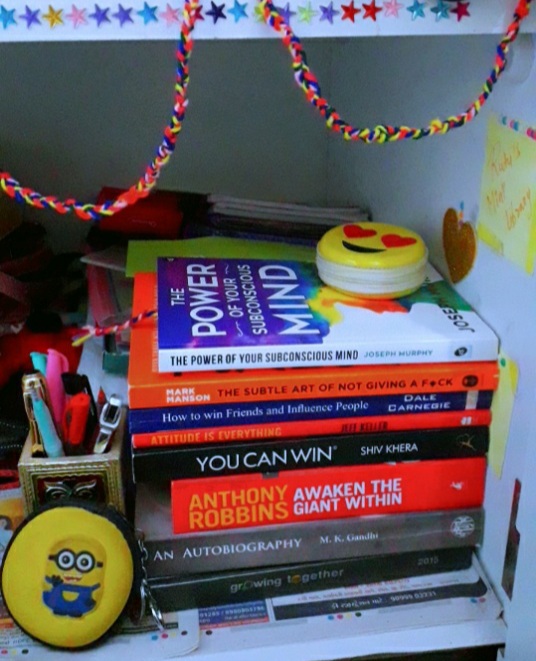 THE
POWER
OF YOUR
SUBCONSCIOUS
MIND
THE POWER OF YOUR SUBCONSCIOUS MIND JOSEPH MURPHY
MARK
MANSON THE SUBTLE ART OF NOT GIVING A F*CK
How to win Friends and Influence People DALE
CARNEGIE
ATTITUDE IS EVERYTHING JEFF KELLER
YOU CAN WIN SHIV KHERA
ANTHONY
ROBBINS AWAKEN THE
GIANT WITHIN
AN AUTOBIOGRAPHY M. K. Gandhi
growing together 2015
Library